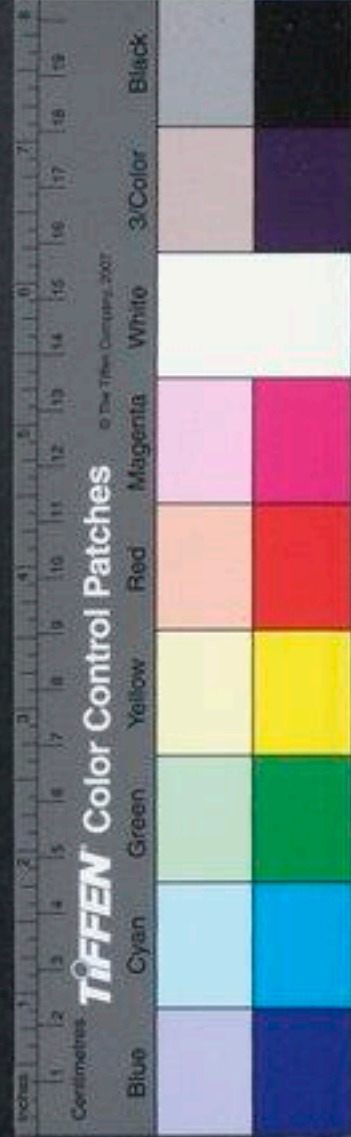 Inches 1 2 3 4 5 6 7 8
1 2 3 4 5 6 7 8 9 10 11 12 13 14 15 16 17 18 19
Centimetres
TIFFEN® Color Control Patches
© The Tiffen Company, 2007
Blue Cyan Green Yellow Red Magenta White 3/Color Black